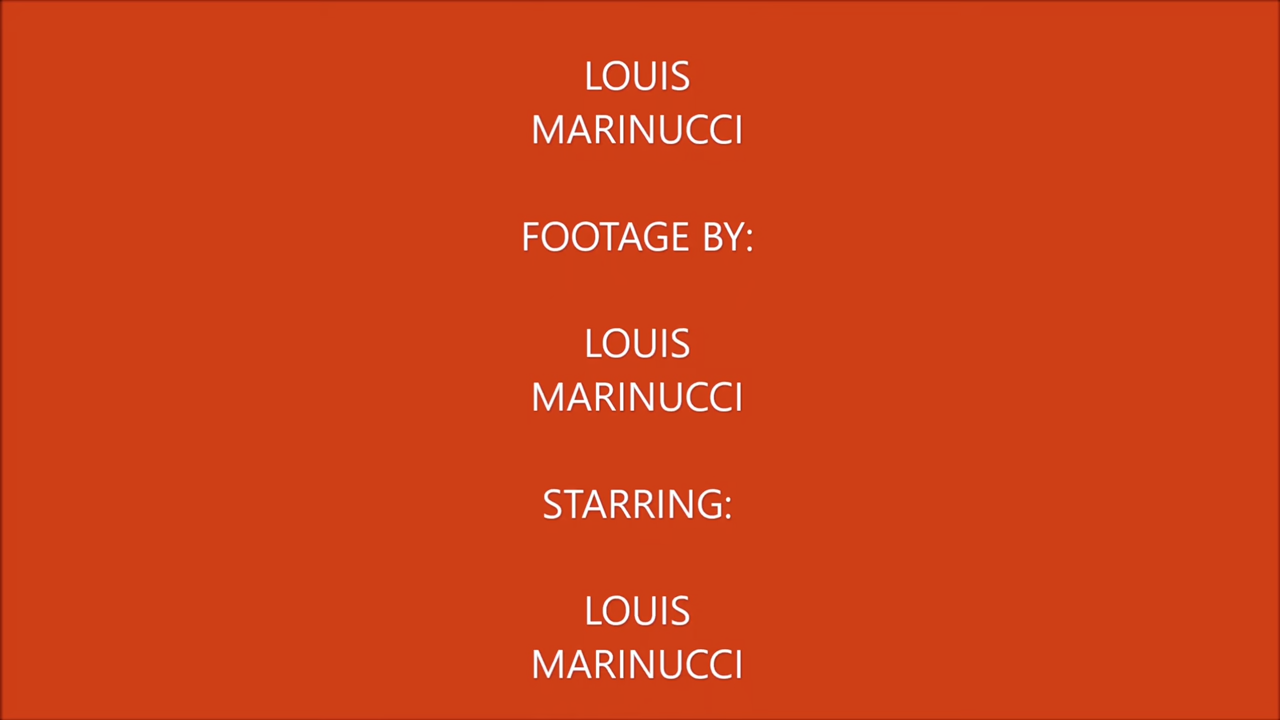 LOUIS
MARINUCCI
FOOTAGE BY:
LOUIS
MARINUCCI
STARRING:
LOUIS
MARINUCCI